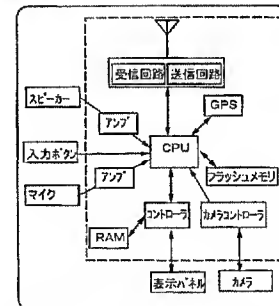 受信回路 送信回路
スピーカー
アンプ
GPS
CPU
入力ボタン
アンプ
マイク
フラッシュメモリ
コントローラ
カメラコントローラ
RAM
表示パネル
カメラ